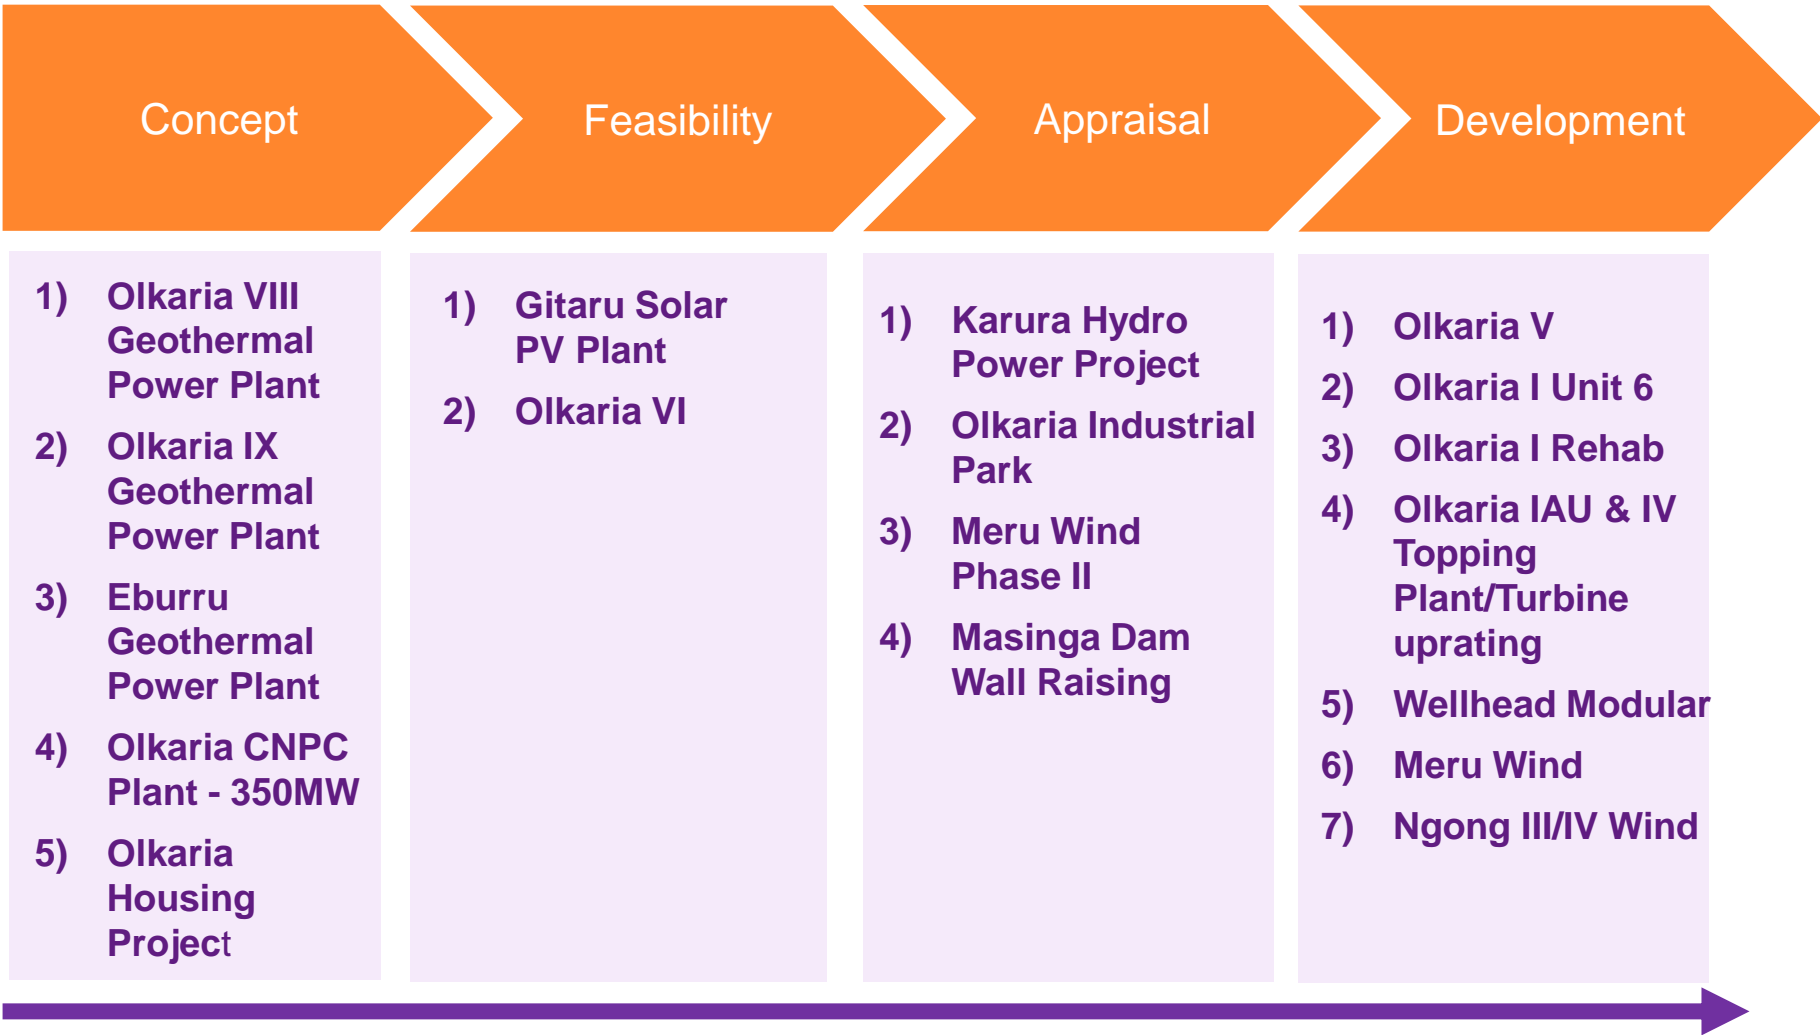 Concept
Feasibility
Appraisal
Development
1) Olkaria VIII
Geothermal
Power Plant
2) Olkaria IX
Geothermal
Power Plant
3) Eburru
Geothermal
Power Plant
4) Olkaria CNPC
Plant - 350MW
5) Olkaria
Housing
Project
1) Gitaru Solar
PV Plant
2) Olkaria VI
1) Karura Hydro
Power Project
2) Olkaria Industrial
Park
3) Meru Wind
Phase II
4) Masinga Dam
Wall Raising
1) Olkaria V
2) Olkaria I Unit 6
3) Olkaria I Rehab
4) Olkaria IAU & IV
Topping
Plant/Turbine
uprating
5) Wellhead Modular
6) Meru Wind
7) Ngong III/IV Wind